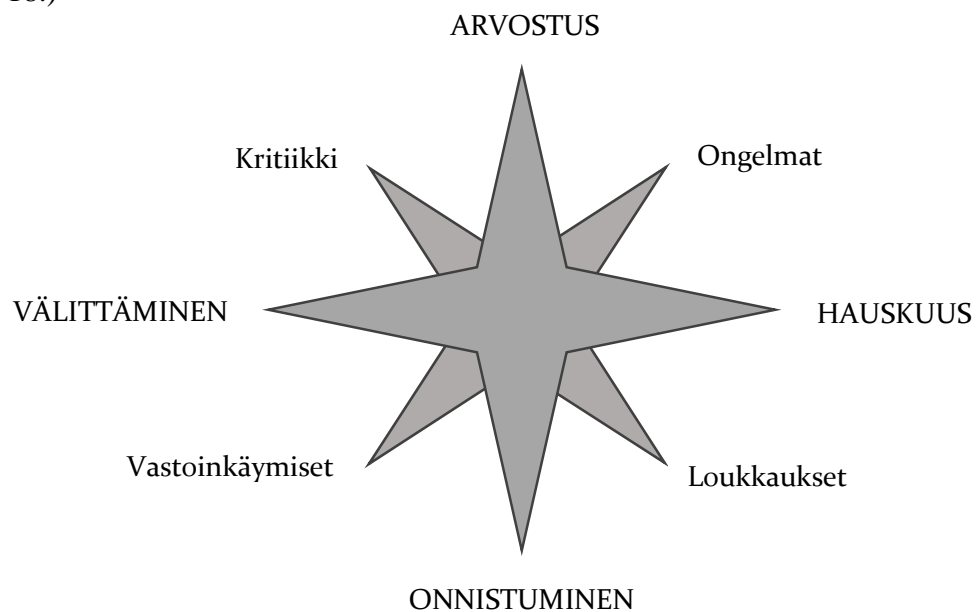 ARVOSTUS
Kritiikki
Ongelmat
VÄLITTÄMINEN
HAUSKUUS
Vastoinkäymiset
Loukkaukset
ONNISTUMINEN